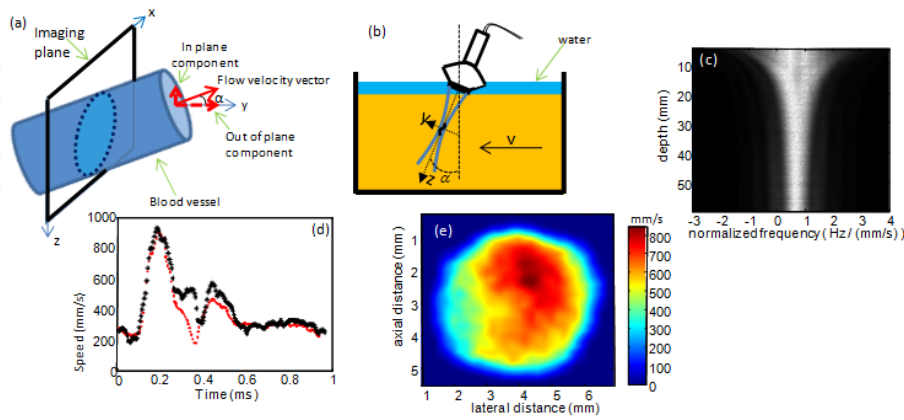 (a)
x
Imaging
plane
In plane
component
Flow velocity vector
α
y
Out of plane
component
Blood vessel
z
(b)
water
y
z
α
v
(c)
depth (mm)
10
20
30
40
50
-3 -2 -1 0 1 2 3 4
normalized frequency ( Hz / (mm/s))
(d)
Speed (mm/s)
1000
800
600
400
200
0
0 0.2 0.4 0.6 0.8 1
Time (ms)
(e)
axial distance (mm)
1
2
3
4
5
1 2 3 4 5 6
lateral distance (mm)
mm/s
800
700
600
500
400
300
200
100
0